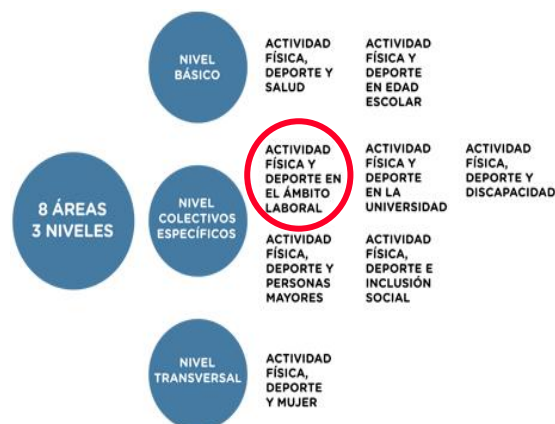 NIVEL
BÁSICO
ACTIVIDAD
FÍSICA,
DEPORTE Y
SALUD
ACTIVIDAD
FÍSICA Y
DEPORTE
EN EDAD
ESCOLAR
8 ÁREAS
3 NIVELES
NIVEL
COLECTIVOS
ESPECÍFICOS
ACTIVIDAD
FÍSICA Y
DEPORTE EN
EL ÁMBITO
LABORAL
ACTIVIDAD
FÍSICA Y
DEPORTE
EN LA
UNIVERSIDAD
ACTIVIDAD
FÍSICA,
DEPORTE Y
DISCAPACIDAD
ACTIVIDAD
FÍSICA,
DEPORTE Y
PERSONAS
MAYORES
ACTIVIDAD
FÍSICA,
DEPORTE E
INCLUSIÓN
SOCIAL
NIVEL
TRANSVERSAL
ACTIVIDAD
FÍSICA,
DEPORTE
Y MUJER